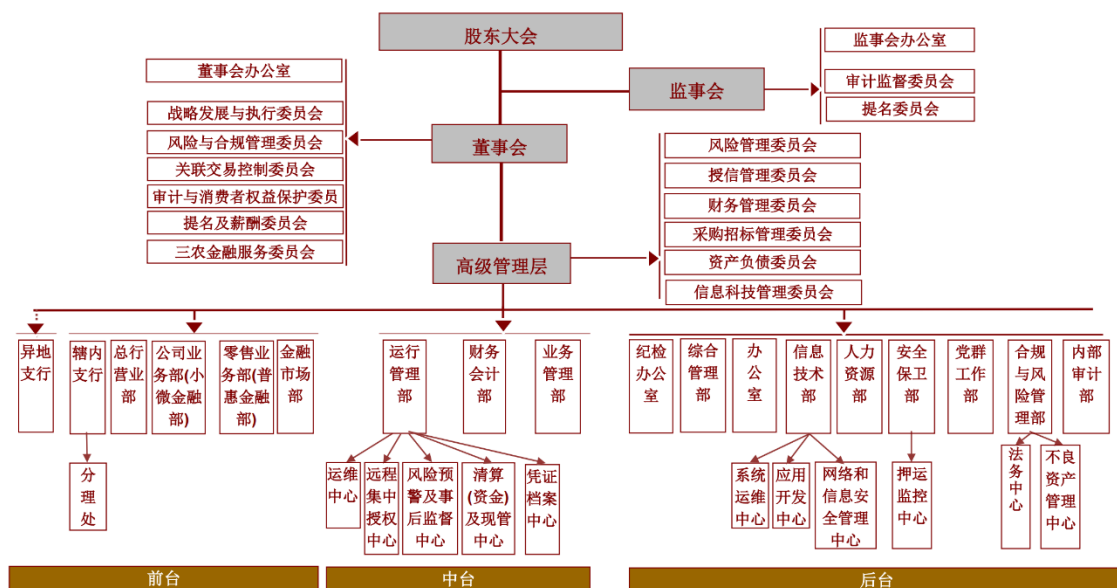 股东大会
监事会办公室
董事会办公室
监事会
审计监督委员会
提名委员会
战略发展与执行委员会
风险与合规管理委员会
关联交易控制委员会
审计与消费者权益保护委员
提名及薪酬委员会
三农金融服务委员会
董事会
风险管理委员会
授信管理委员会
财务管理委员会
采购招标管理委员会
资产负债委员会
信息科技管理委员会
高级管理层
异地
支行
辖内
支行
总行
营业
部
公司业
务部(小
微金融
部)
零售业
务部(普
惠金融
部)
金融
市场
部
运行
管理
部
财务
会计
部
业务
管理
部
纪检
办公
室
综合
管理
部
办
公
室
信息
技术
部
人力
资源
部
安全
保卫
部
党群
工作
部
合规
与风
险管
理部
内部
审计
部
分
理
处
运维
中心
远程
集中
授权
中心
风险预
警及事
后监督
中心
清算
(资金)
及现管
中心
凭证
档案
中心
系统
运维
中心
应用
开发
中心
网络和
信息安
全管理
中心
押运
监控
中心
法
务
中
心
不良
资产
管理
中心
前台
中台
后台